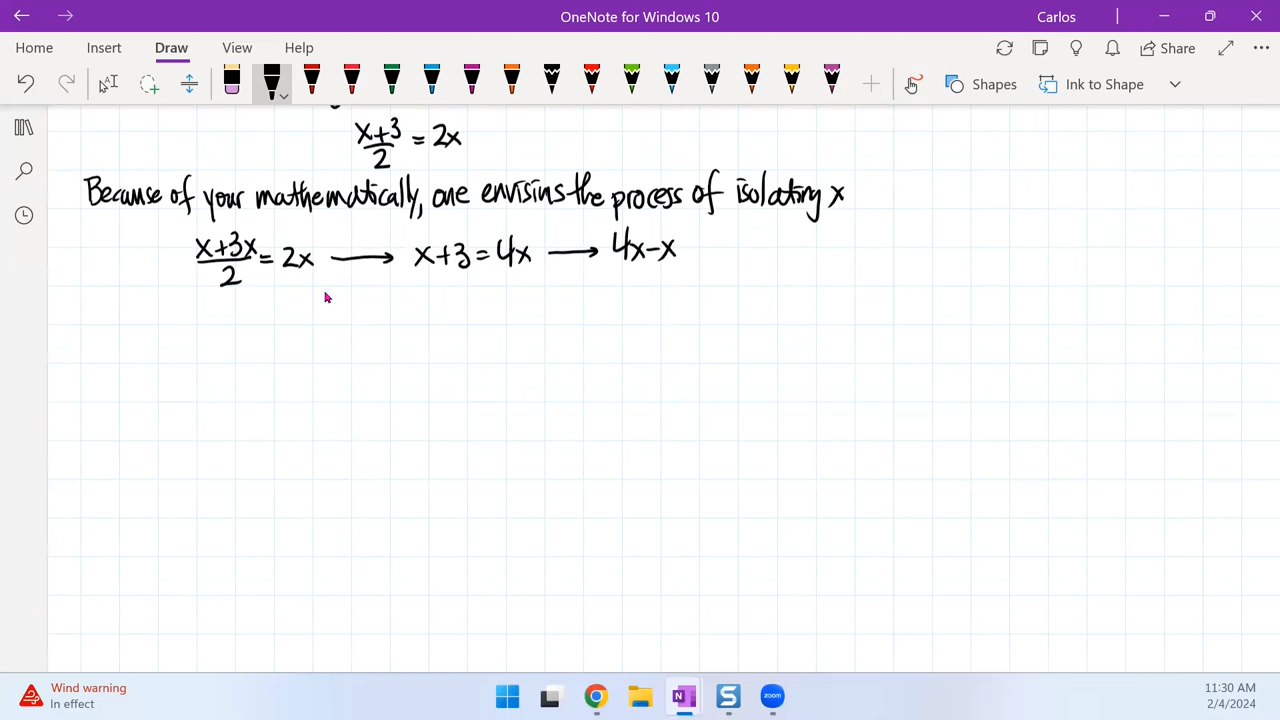 OneNote for Windows 10
Carlos
Home Insert Draw View Help
Share
Shapes
Ink to Shape
x+3/2 = 2x
Because of your mathematically, one envisins the process of isolating x
x+3x/2 = 2x → x+3=4x → 4x-x
Wind warning
In effect
zoom
11:30 AM
2/4/2024